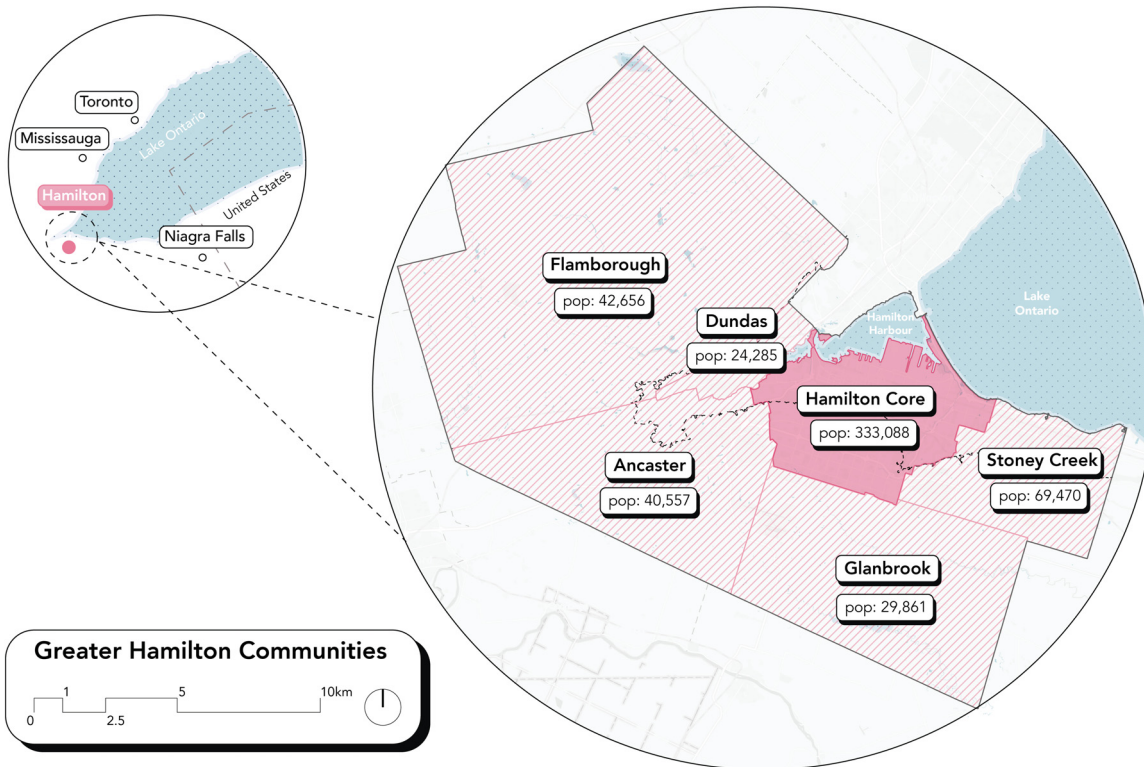 Toronto
Mississauga
Lake Ontario
Hamilton
United States
Niagra Falls
Flamborough
pop: 42,656
Dundas
pop: 24,285
Hamilton
Harbour
Lake
Ontario
Hamilton Core
pop: 333,088
Ancaster
pop: 40,557
Stoney Creek
pop: 69,470
Glanbrook
pop: 29,861
Greater Hamilton Communities
1 5 10km
0 2.5